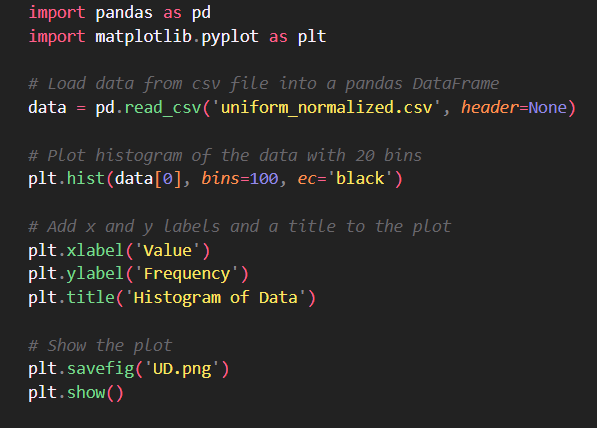 import pandas as pd
import matplotlib.pyplot as plt
# Load data from csv file into a pandas DataFrame
data = pd.read_csv('uniform_normalized.csv', header=None)
# Plot histogram of the data with 20 bins
plt.hist(data[0], bins=100, ec='black')
# Add x and y labels and a title to the plot
plt.xlabel('Value')
plt.ylabel('Frequency')
plt.title('Histogram of Data')
# Show the plot
plt.savefig('UD.png')
plt.show()